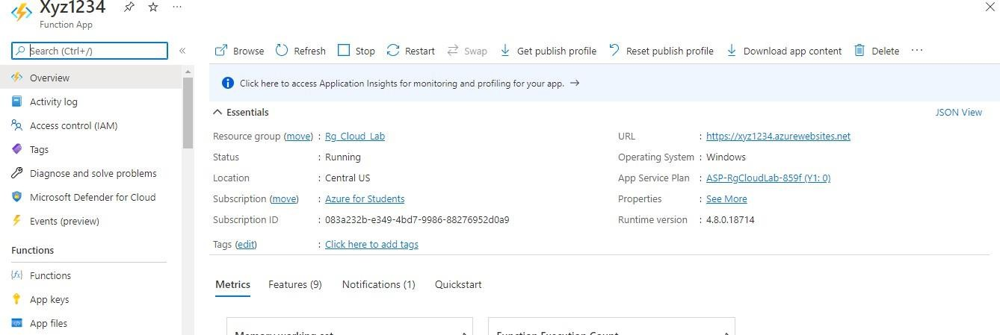 Xyz1234
Function App
Search (Ctrl+/)
Overview
Activity log
Access control (IAM)
Tags
Diagnose and solve problems
Microsoft Defender for Cloud
Events (preview)
Functions
Functions
App keys
App files
Browse Refresh Stop Restart Swap Get publish profile Reset publish profile Download app content Delete ...
Click here to access Application Insights for monitoring and profiling for your app. →
Essentials JSON View
Resource group (move) : Rg_Cloud_Lab
Status : Running
Location : Central US
Subscription (move) : Azure for Students
Subscription ID : 083a232b-e349-4bd7-9986-88276952d0a9
Tags (edit) : Click here to add tags
URL : https://xyz1234.azurewebsites.net
Operating System : Windows
App Service Plan : ASP-RgCloudLab-859f (Y1: 0)
Properties : See More
Runtime version : 4.8.0.18714
Metrics Features (9) Notifications (1) Quickstart
Memory working set
Function Execution Count